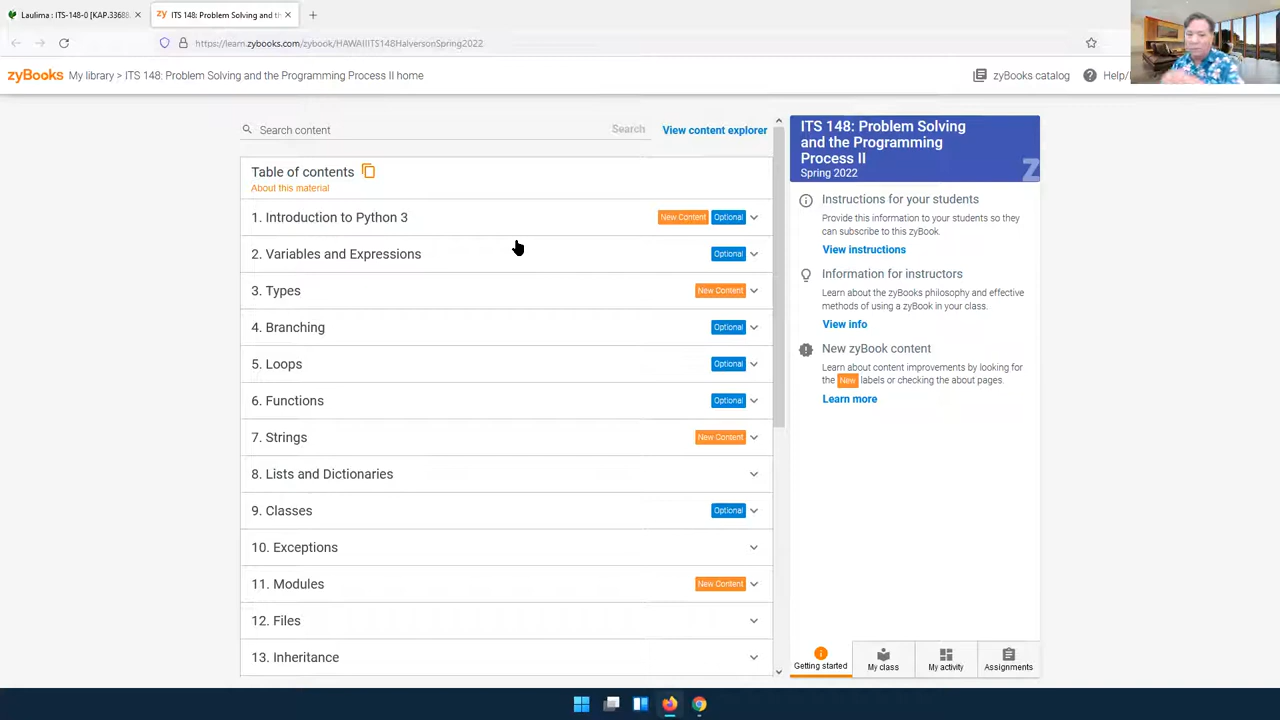 Laulima : ITS-148-0 [KAP.33688
ITS 148: Problem Solving and th
https://learn.zybooks.com/zybook/HAWAIIITS148HalversonSpring2022
zyBooks My library > ITS 148: Problem Solving and the Programming Process II home
zyBooks catalog
Help/
Search content
Search
View content explorer
Table of contents
About this material
1. Introduction to Python 3 New Content Optional
2. Variables and Expressions Optional
3. Types New Content
4. Branching Optional
5. Loops Optional
6. Functions Optional
7. Strings New Content
8. Lists and Dictionaries
9. Classes Optional
10. Exceptions
11. Modules New Content
12. Files
13. Inheritance
ITS 148: Problem Solving
and the Programming
Process II
Spring 2022
Instructions for your students
Provide this information to your students so they
can subscribe to this zyBook.
View instructions
Information for instructors
Learn about the zyBooks philosophy and effective
methods of using a zyBook in your class.
View info
New zyBook content
Learn about content improvements by looking for
the New labels or checking the about pages.
Learn more
Getting started
My class
My activity
Assignments